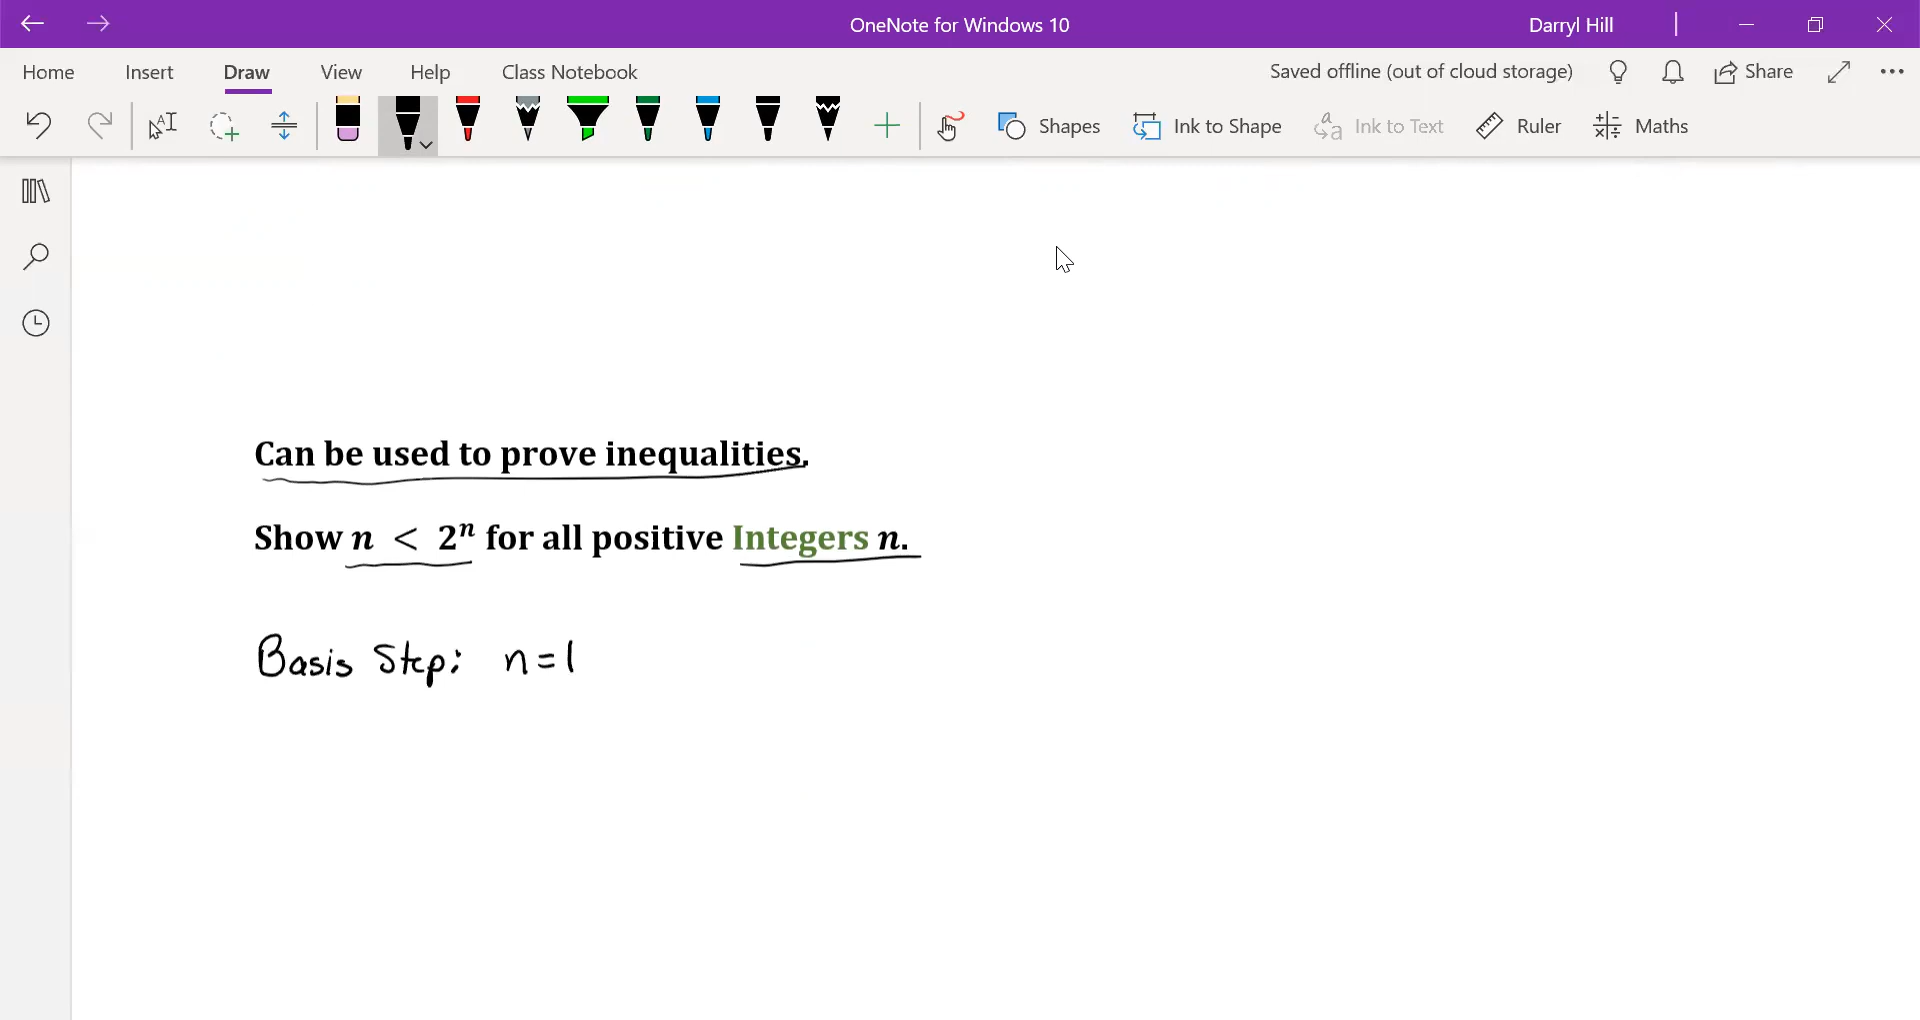 OneNote for Windows 10
Darryl Hill
Home Insert Draw View Help Class Notebook
Saved offline (out of cloud storage) Share
Shapes Ink to Shape Ink to Text Ruler Maths
Can be used to prove inequalities.
Show n < 2ⁿ for all positive Integers n.
Basis Step: n=1